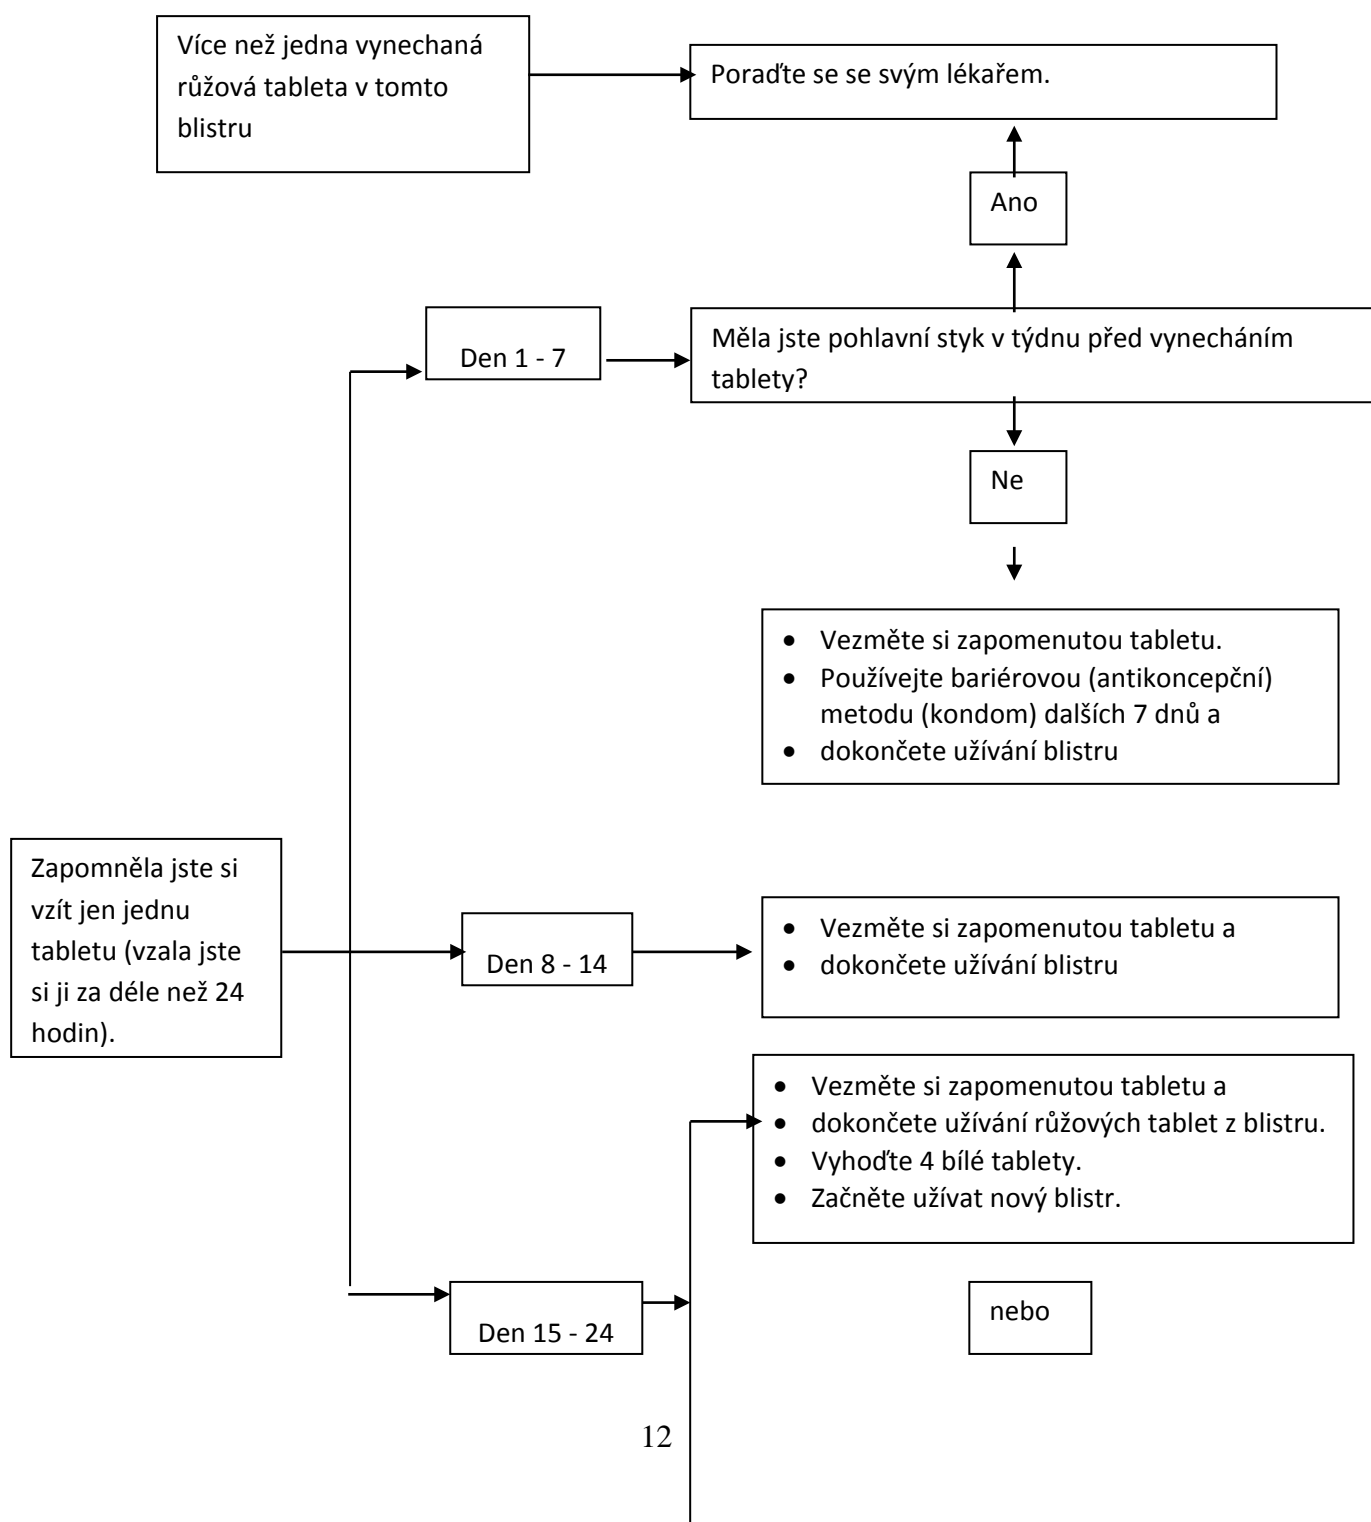 Více než jedna vynechaná
růžová tableta v tomto
blistru
Poraďte se se svým lékařem.
Ano
Den 1 - 7
Měla jste pohlavní styk v týdnu před vynecháním
tablety?
Ne
• Vezměte si zapomenutou tabletu.
• Používejte bariérovou (antikoncepční)
metodu (kondom) dalších 7 dnů a
• dokončete užívání blistru
Zapomněla jste si
vzít jen jednu
tabletu (vzala jste
si ji za déle než 24
hodin).
Den 8 - 14
• Vezměte si zapomenutou tabletu a
• dokončete užívání blistru
• Vezměte si zapomenutou tabletu a
• dokončete užívání růžových tablet z blistru.
• Vyhoďte 4 bílé tablety.
• Začněte užívat nový blistr.
Den 15 - 24
nebo
12